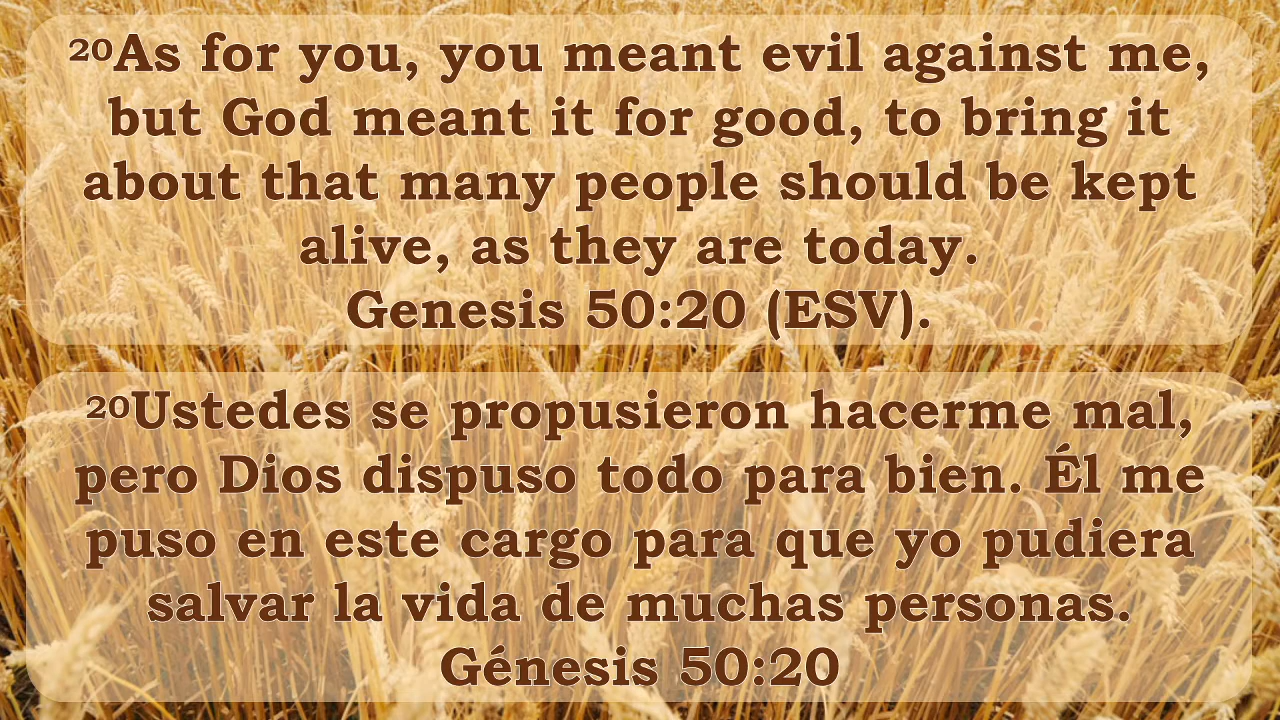 ²⁰As for you, you meant evil against me,
but God meant it for good, to bring it
about that many people should be kept
alive, as they are today.
Genesis 50:20 (ESV).
²⁰Ustedes se propusieron hacerme mal,
pero Dios dispuso todo para bien. Él me
puso en este cargo para que yo pudiera
salvar la vida de muchas personas.
Génesis 50:20